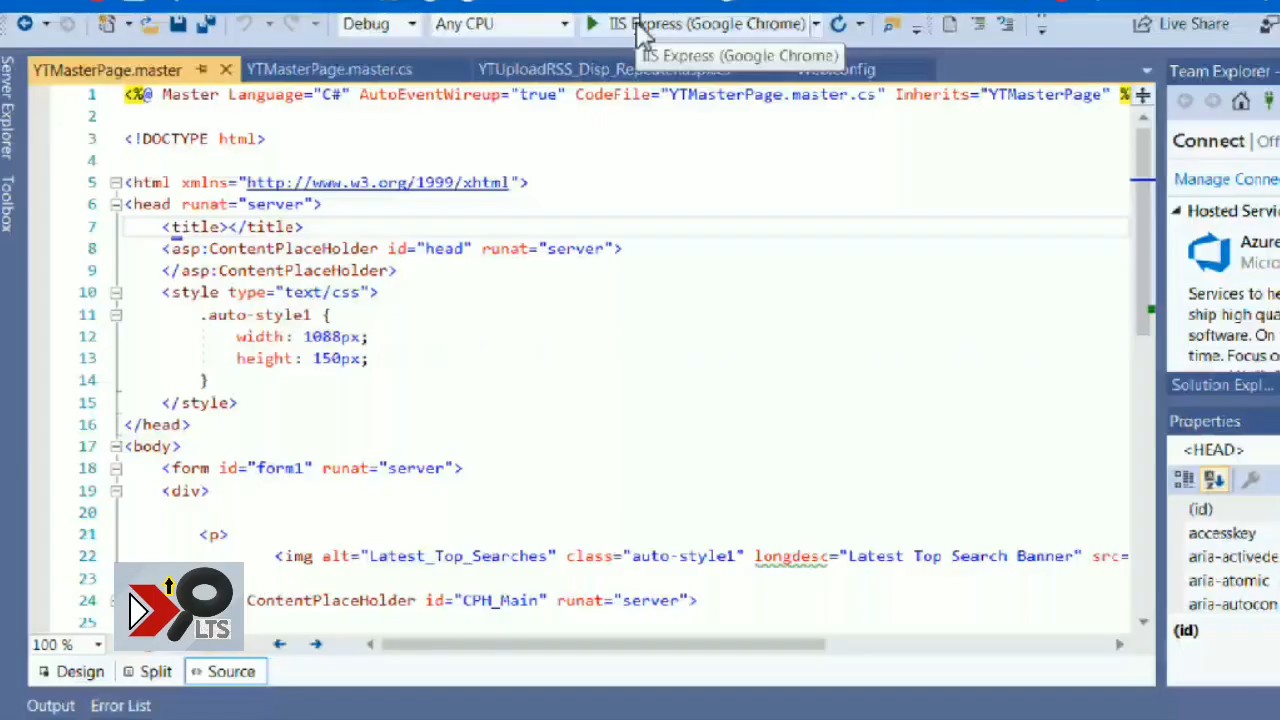 Debug Any CPU IIS Express (Google Chrome) Live Share
IIS Express (Google Chrome)
YTMasterPage.master YTMasterPage.master.cs
Server Explorer
Toolbox
1 <%@ Master Language="C#" AutoEventWireup="true" CodeFile="YTMasterPage.master.cs" Inherits="YTMasterPage" %
2
3 <!DOCTYPE html>
4
5 <html xmlns="http://www.w3.org/1999/xhtml">
6 <head runat="server">
7 <title></title>
8 <asp:ContentPlaceHolder id="head" runat="server">
9 </asp:ContentPlaceHolder>
10 <style type="text/css">
11 .auto-style1 {
12 width: 1088px;
13 height: 150px;
14 }
15 </style>
16 </head>
17 <body>
18 <form id="form1" runat="server">
19 <div>
20
21 <p>
22 <img alt="Latest_Top_Searches" class="auto-style1" longdesc="Latest Top Search Banner" src=
23
24 ContentPlaceHolder id="CPH_Main" runat="server">
25
LTS
100 %
Design Split Source
Output Error List
Team Explorer
Connect | Off
Manage Conne
Hosted Servi
Azure
Micro
Services to he
ship high qua
software. On
time. Focus o
Solution Expl...
Properties
<HEAD>
(id)
accesskey
aria-activede
aria-atomic
aria-autocon
(id)